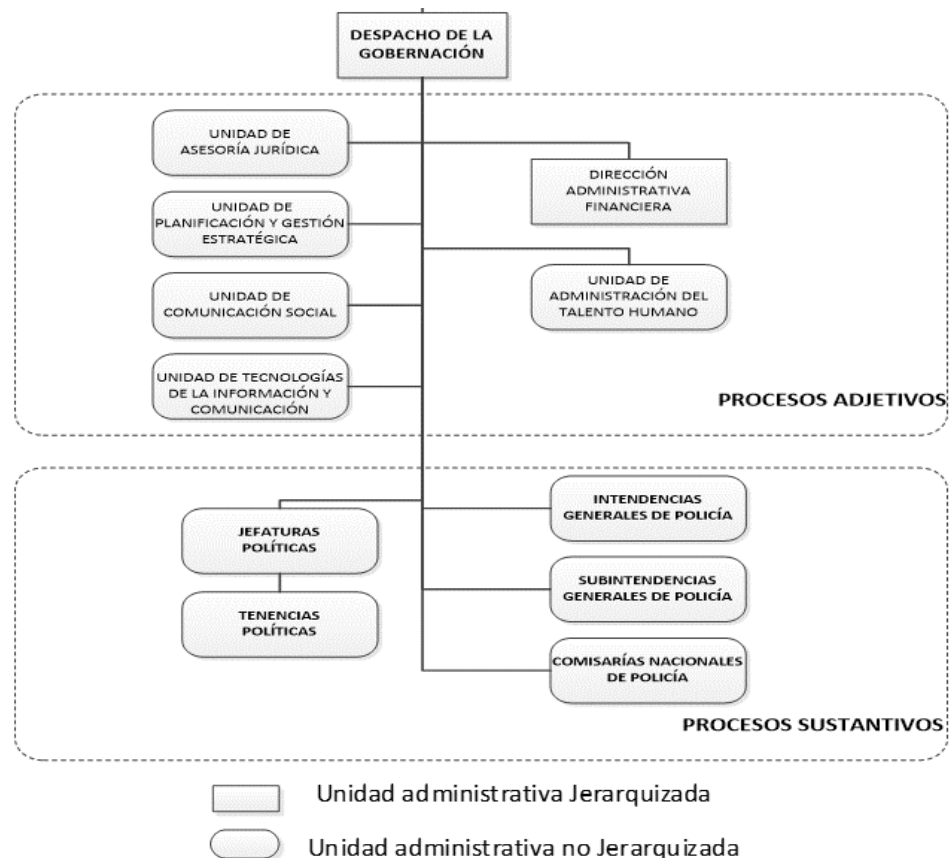 DESPACHO DE LA
GOBERNACIÓN
UNIDAD DE
ASESORÍA JURÍDICA
DIRECCIÓN
ADMINISTRATIVA
FINANCIERA
UNIDAD DE
PLANIFICACIÓN Y GESTIÓN
ESTRATÉGICA
UNIDAD DE
ADMINISTRACIÓN DEL
TALENTO HUMANO
UNIDAD DE
COMUNICACIÓN SOCIAL
UNIDAD DE TECNOLOGÍAS
DE LA INFORMACIÓN Y
COMUNICACIÓN
PROCESOS ADJETIVOS
JEFATURAS
POLÍTICAS
TENENCIAS
POLÍTICAS
INTENDENCIAS
GENERALES DE POLICÍA
SUBINTENDENCIAS
GENERALES DE POLICÍA
COMISARÍAS NACIONALES
DE POLICÍA
PROCESOS SUSTANTIVOS
Unidad administrativa Jerarquizada
Unidad administrativa no Jerarquizada